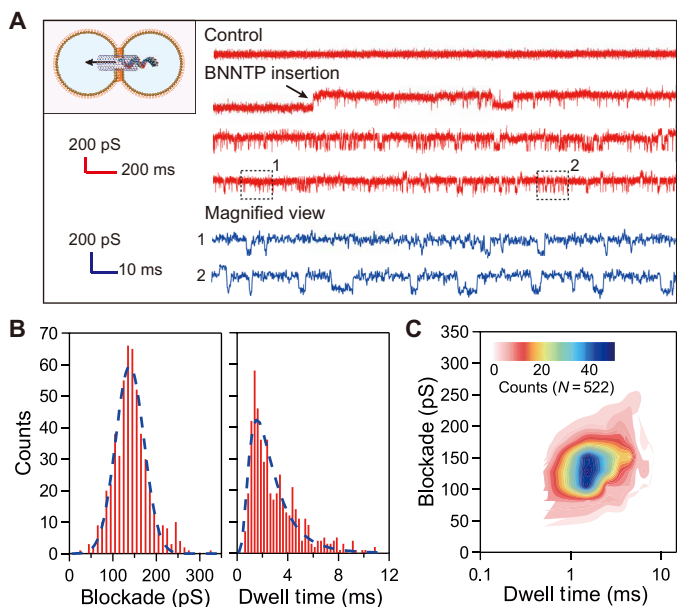 A
Control
BNNTP insertion
200 pS
200 ms
1
2
Magnified view
200 pS
10 ms
1
2
B
C
70
60
50
40
30
20
10
0
Counts
0
100
200
300
Blockade (pS)
0
4
8
12
Dwell time (ms)
350
300
250
200
150
100
50
0
Blockade (pS)
0
20
40
Counts (N = 522)
0.1
1
10
Dwell time (ms)